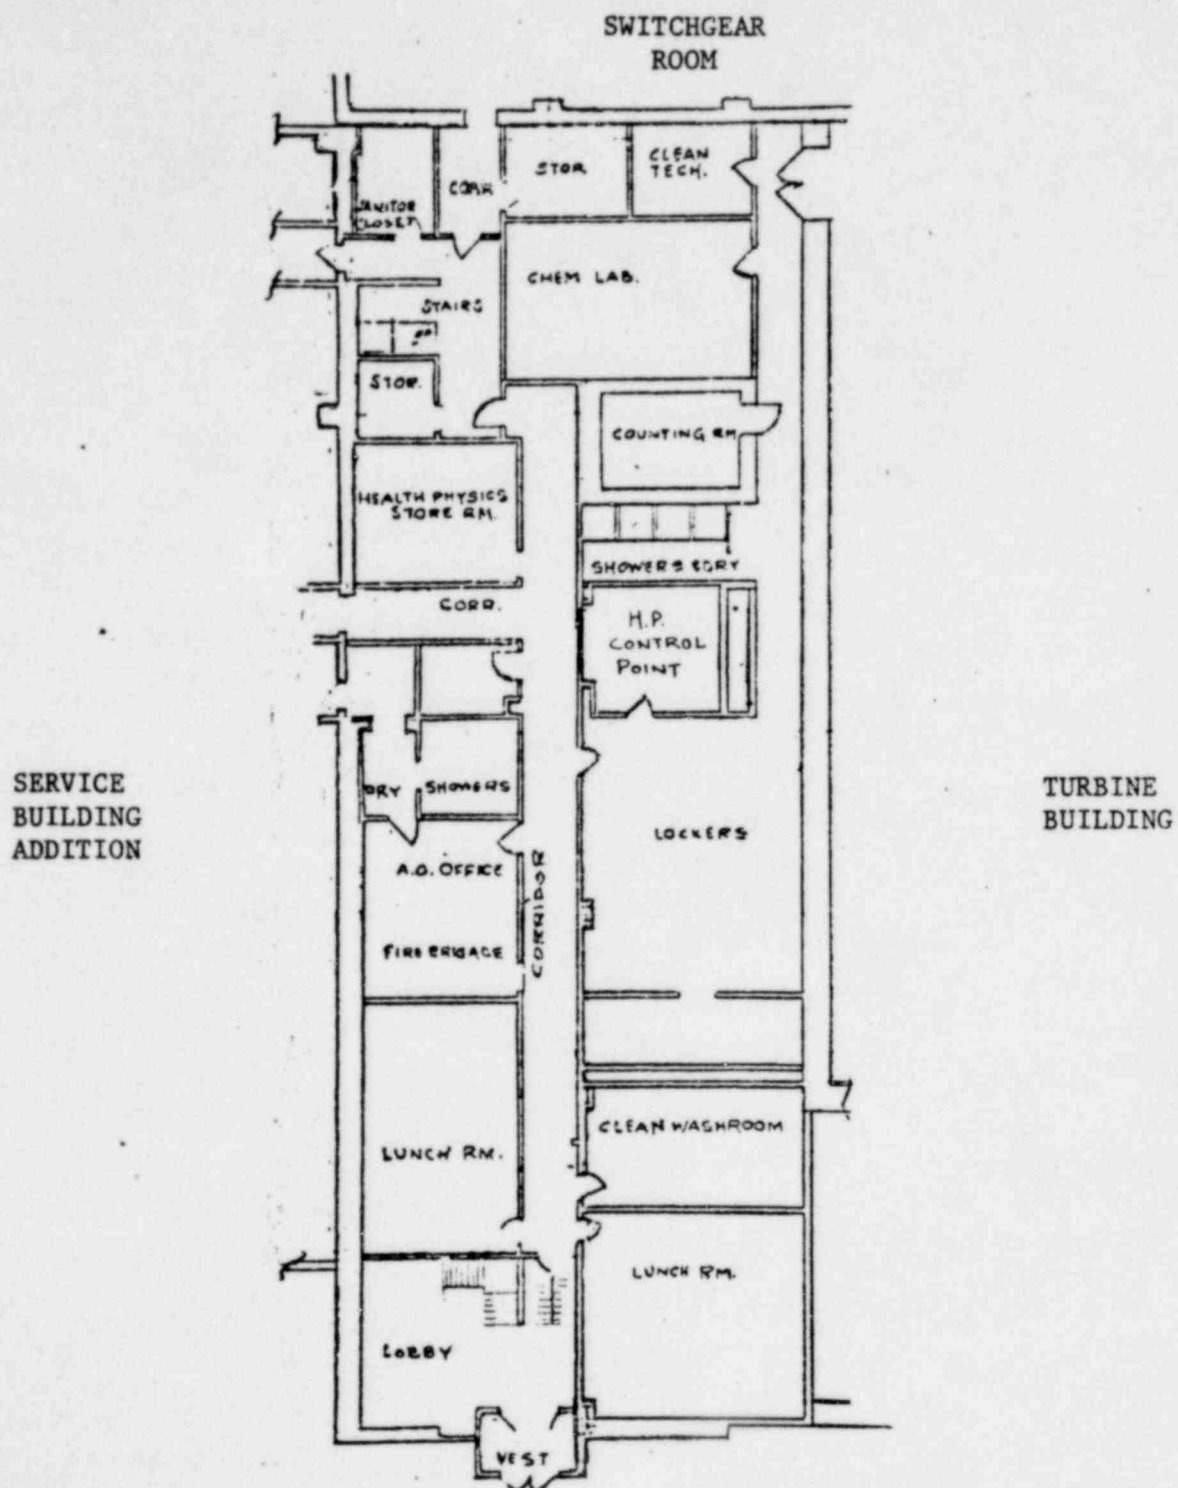 SWITCHGEAR
ROOM
STOR
CLEAN
TECH.
CORR
JANITOR
CLOSET
CHEM LAB.
STAIRS
STOR.
COUNTING RM
HEALTH PHYSICS
STORE RM.
SHOWERS & DRY
CORR.
H.P.
CONTROL
POINT
SERVICE
BUILDING
ADDITION
DRY
SHOWERS
TURBINE
BUILDING
LOCKERS
A.O. OFFICE
CORRIDOR
FIRE BRIGADE
CLEAN WASHROOM
LUNCH RM.
LUNCH RM.
LOBBY
VEST